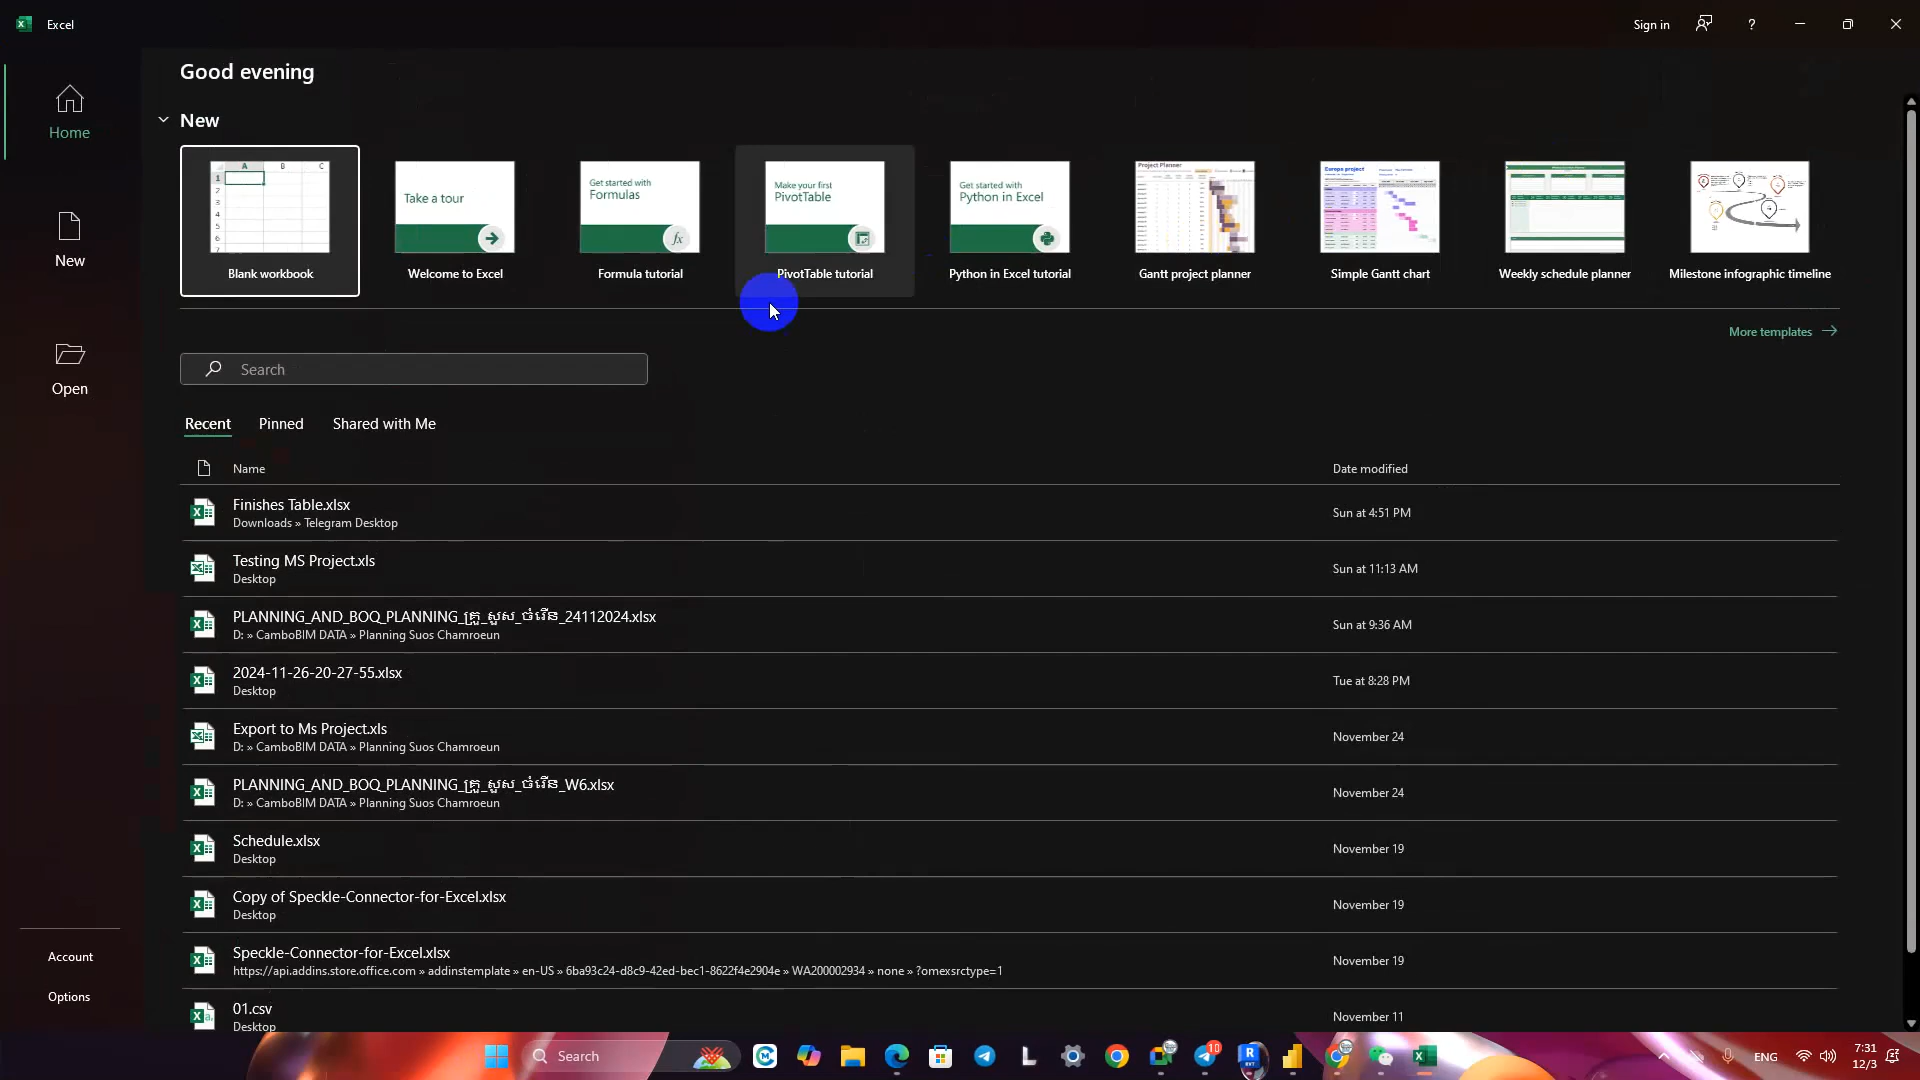 Excel
Sign in
Good evening
Home
New
New
Open
A B C
1
2
3
4
5
6
7
Blank workbook
Take a tour
Welcome to Excel
Get started with
Formulas
fx
Formula tutorial
Make your first
PivotTable
PivotTable tutorial
Get started with
Python in Excel
Python in Excel tutorial
Project Planner
Gantt project planner
Europa project
Simple Gantt chart
Weekly schedule planner
Milestone infographic timeline
More templates
Search
Recent Pinned Shared with Me
Name Date modified
Finishes Table.xlsx
Downloads » Telegram Desktop
Sun at 4:51 PM
Testing MS Project.xls
Desktop
Sun at 11:13 AM
PLANNING_AND_BOQ_PLANNING_គ្រូ_សួស_ចំរើន_24112024.xlsx
D: » CamboBIM DATA » Planning Suos Chamroeun
Sun at 9:36 AM
2024-11-26-20-27-55.xlsx
Desktop
Tue at 8:28 PM
Export to Ms Project.xls
D: » CamboBIM DATA » Planning Suos Chamroeun
November 24
PLANNING_AND_BOQ_PLANNING_គ្រូ_សួស_ចំរើន_W6.xlsx
D: » CamboBIM DATA » Planning Suos Chamroeun
November 24
Schedule.xlsx
Desktop
November 19
Copy of Speckle-Connector-for-Excel.xlsx
Desktop
November 19
Speckle-Connector-for-Excel.xlsx
https://api.addins.store.office.com » addinstemplate » en-US » 6ba93c24-d8c9-42ed-bec1-8622f4e2904e » WA200002934 » none » ?omexsrctype=1
November 19
01.csv
Desktop
November 11
Account
Options
Search
10
ENG
7:31
12/3